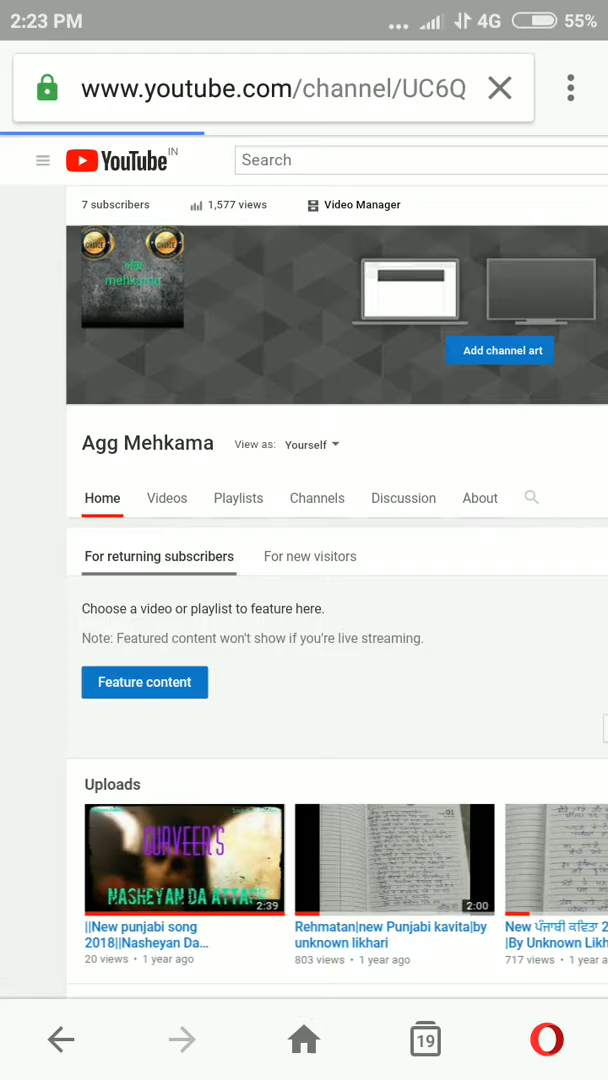 2:23 PM
4G
55%
www.youtube.com/channel/UC6Q
YouTube IN
Search
7 subscribers
1,577 views
Video Manager
CHOICE
CHOICE
ਅੱਗ
mehkama
Add channel art
Agg Mehkama
View as: Yourself
Home
Videos
Playlists
Channels
Discussion
About
For returning subscribers
For new visitors
Choose a video or playlist to feature here.
Note: Featured content won't show if you're live streaming.
Feature content
Uploads
GURVEER'S
NASHEYAN DA ATTACK
2:39
2:00
||New punjabi song
2018||Nasheyan Da...
20 views • 1 year ago
Rehmatan|new Punjabi kavita|by
unknown likhari
803 views • 1 year ago
New ਪੰਜਾਬੀ ਕਵਿਤਾ 2
|By Unknown Likh
717 views • 1 year a
19